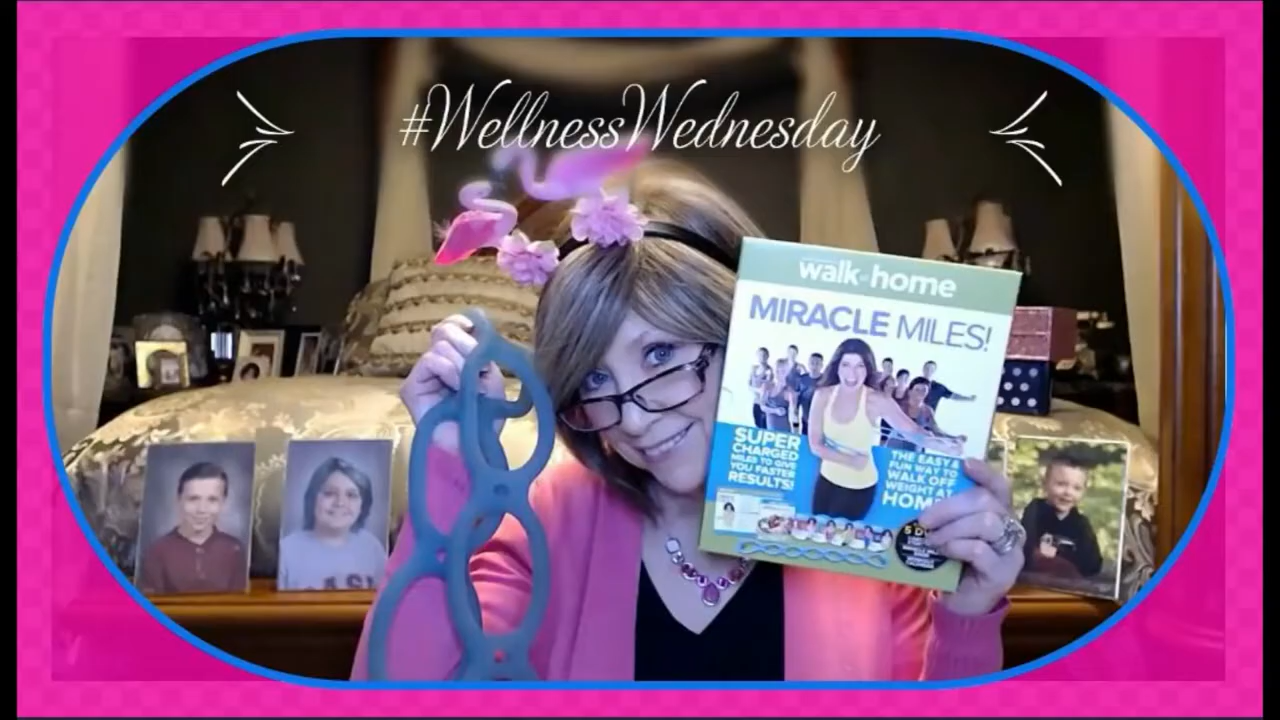 #WellnessWednesday
walk at home
MIRACLE MILES!
SUPER
CHARGED
MILES TO GIVE
YOU FASTER
RESULTS!
THE EASY &
FUN WAY TO
WALK OFF
WEIGHT AT
HOM